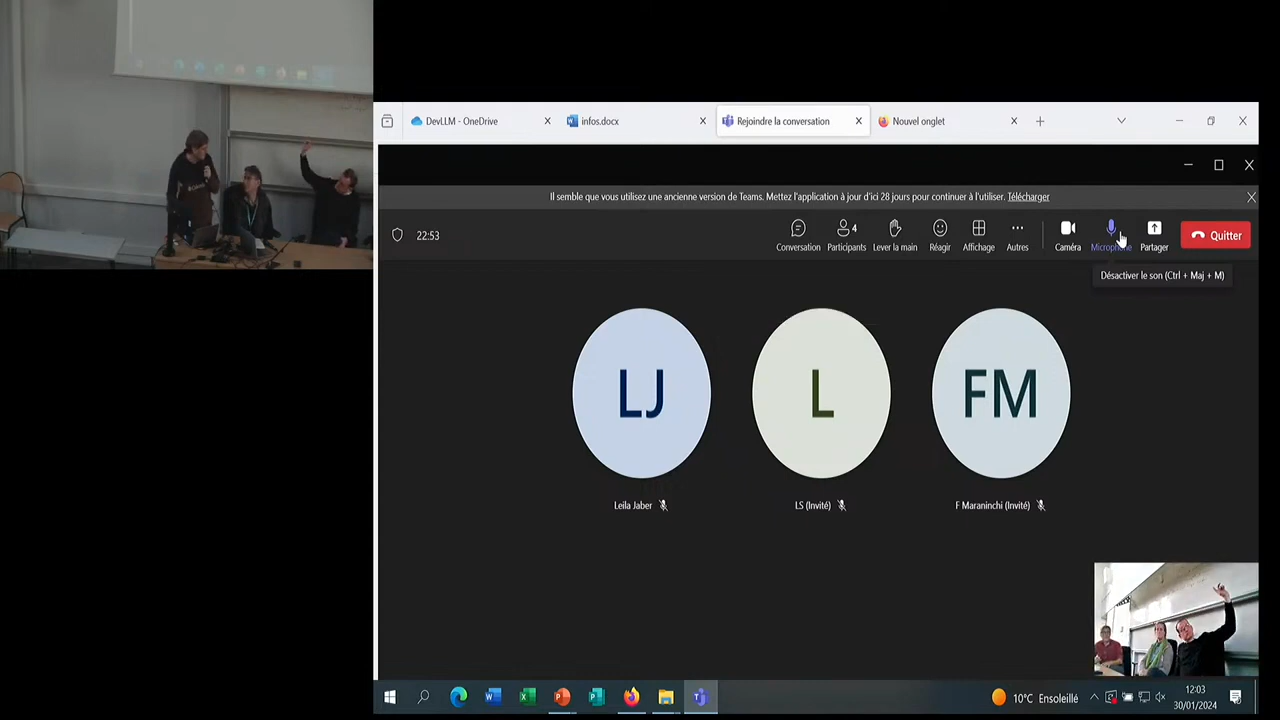 DevLLM - OneDrive
infos.docx
Rejoindre la conversation
Nouvel onglet
Il semble que vous utilisez une ancienne version de Teams. Mettez l'application à jour d'ici 28 jours pour continuer à l'utiliser. Télécharger
22:53
4
Conversation
Participants
Lever la main
Réagir
Affichage
Autres
Caméra
Microphone
Partager
Quitter
Désactiver le son (Ctrl + Maj + M)
LJ
L
FM
Leila Jaber
LS (Invité)
F Maraninchi (Invité)
10°C Ensoleillé
12:03
30/01/2024